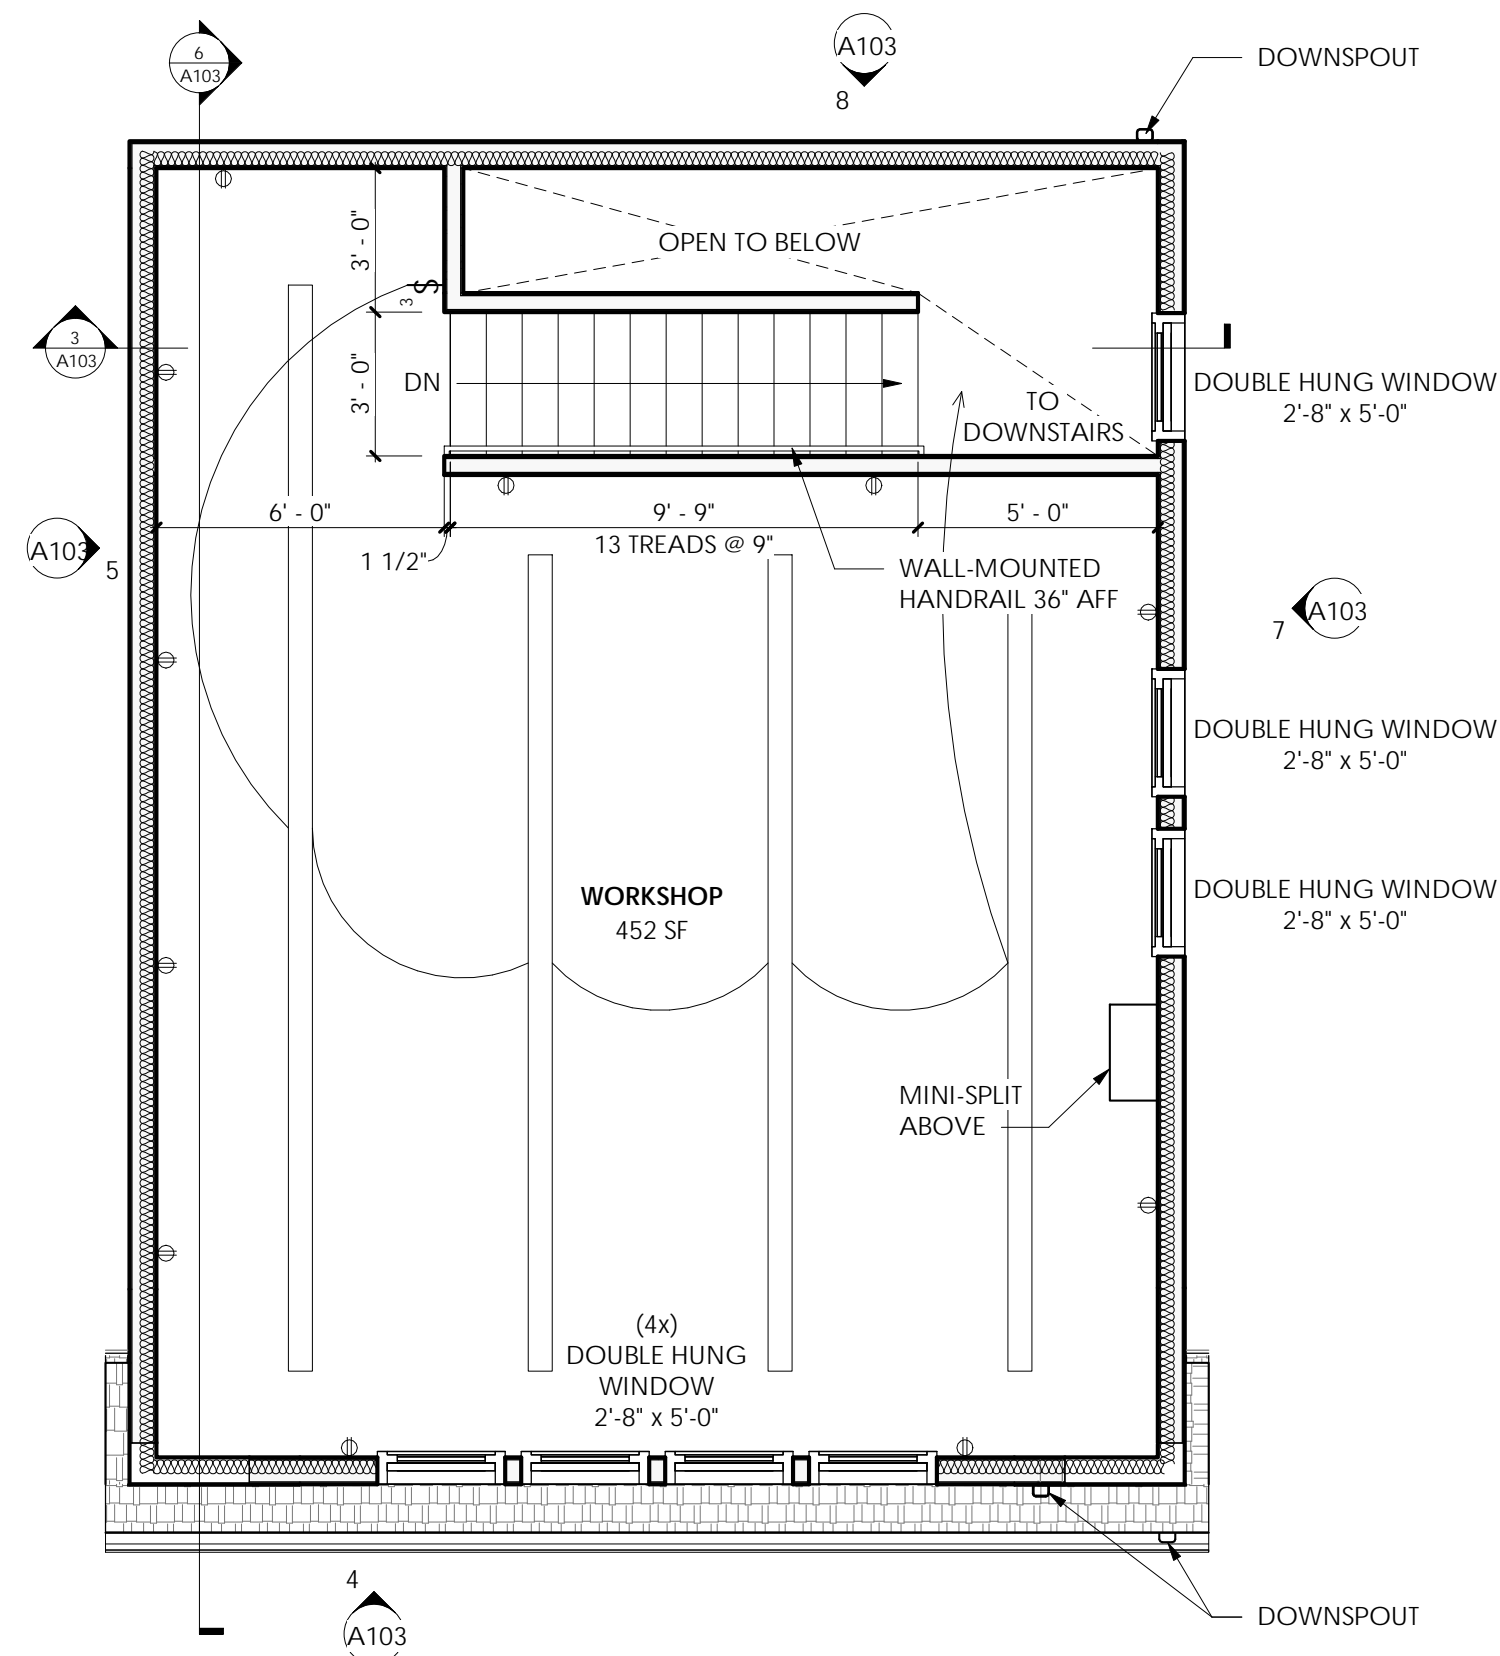 6
A103
A103
8
DOWNSPOUT
3' - 0"
OPEN TO BELOW
3
S
3
A103
3' - 0"
DN
TO
DOWNSTAIRS
DOUBLE HUNG WINDOW
2'-8" x 5'-0"
6' - 0"
9' - 9"
5' - 0"
13 TREADS @ 9"
1 1/2"
A103
5
WALL-MOUNTED
HANDRAIL 36" AFF
A103
7
DOUBLE HUNG WINDOW
2'-8" x 5'-0"
WORKSHOP
452 SF
DOUBLE HUNG WINDOW
2'-8" x 5'-0"
MINI-SPLIT
ABOVE
(4x)
DOUBLE HUNG
WINDOW
2'-8" x 5'-0"
4
A103
DOWNSPOUT